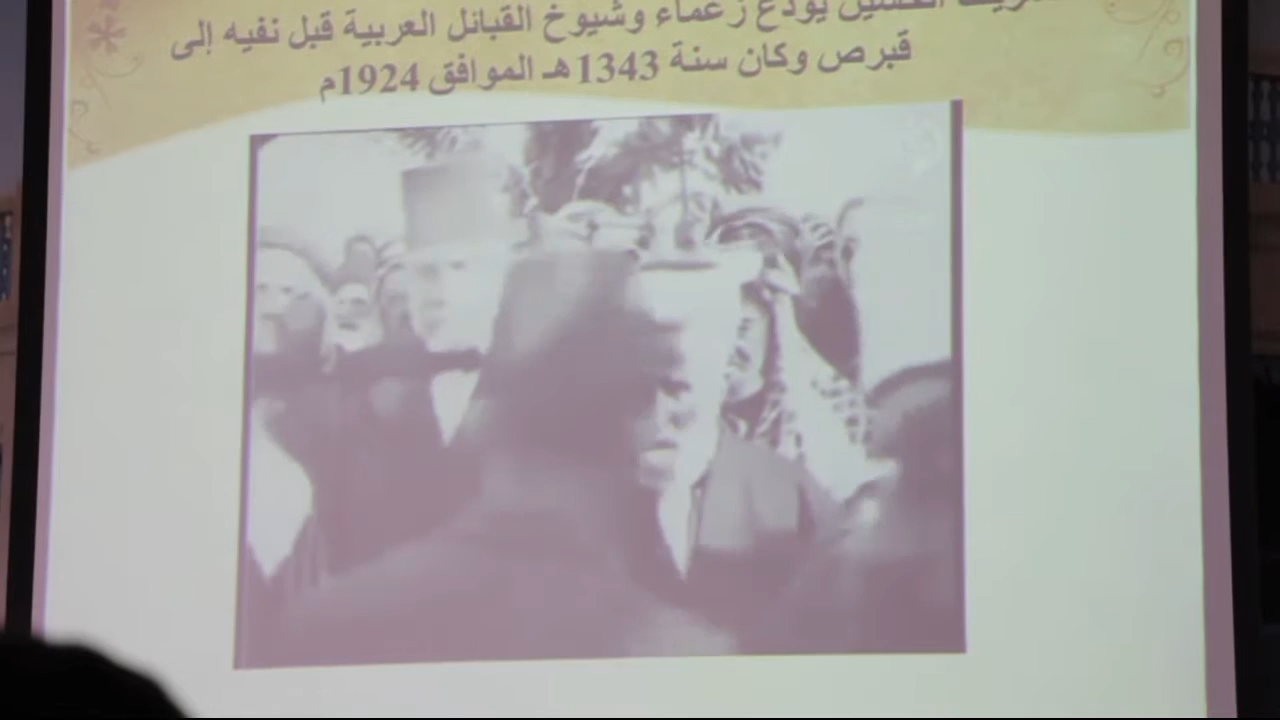 يودع زعماء وشيوخ القبائل العربية قبل نفيه إلى
قبرص وكان سنة 1343هـ الموافق 1924م